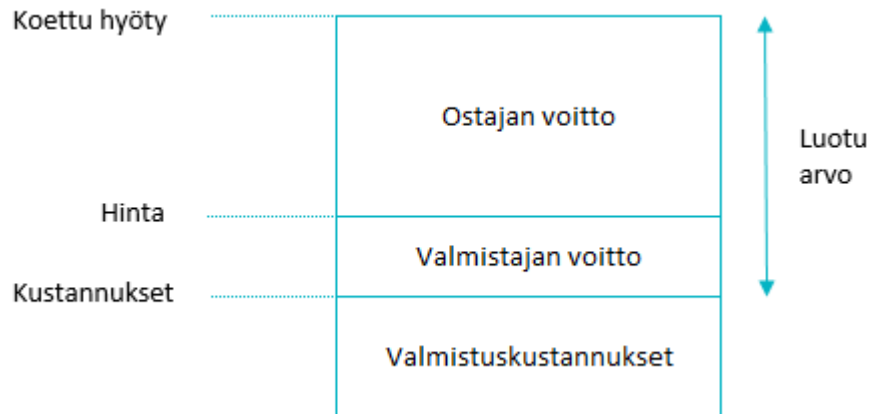 Koettu hyöty
Ostajan voitto
Luotu
arvo
Hinta
Valmistajan voitto
Kustannukset
Valmistuskustannukset